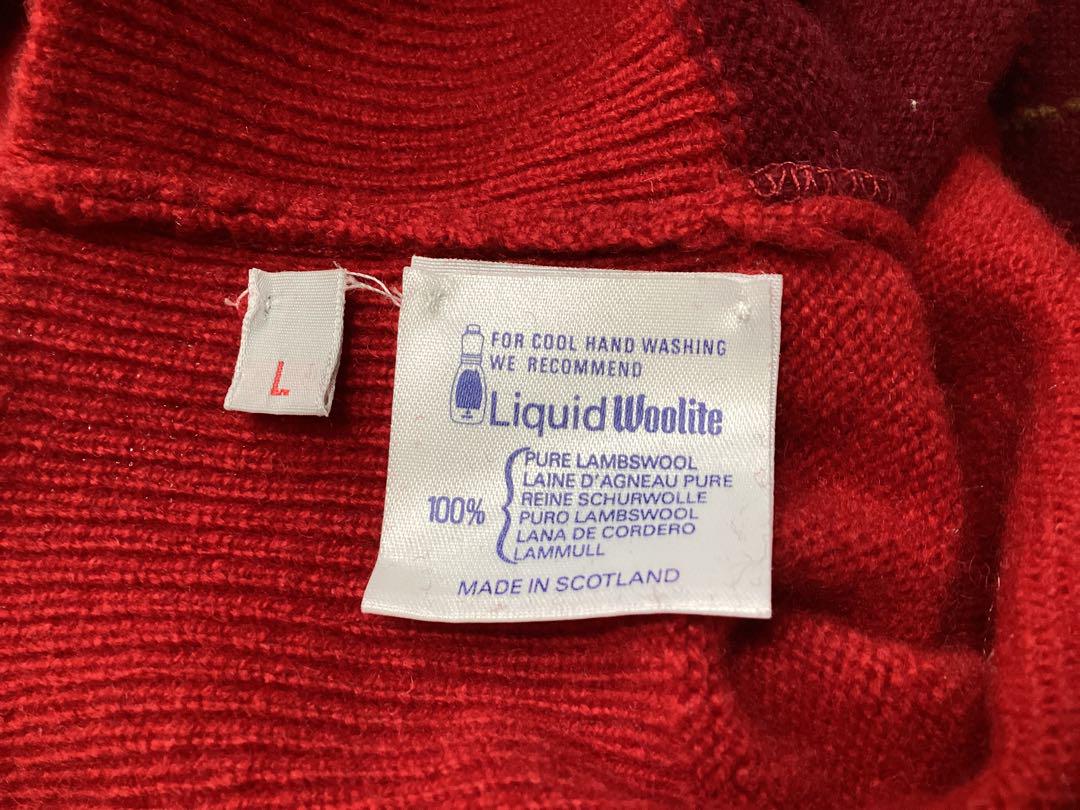 L
FOR COOL HAND WASHING
WE RECOMMEND
Liquid Woolite
100%
PURE LAMBSWOOL
LAINE D'AGNEAU PURE
REINE SCHURWOLLE
PURO LAMBSWOOL
LANA DE CORDERO
LAMMULL
MADE IN SCOTLAND